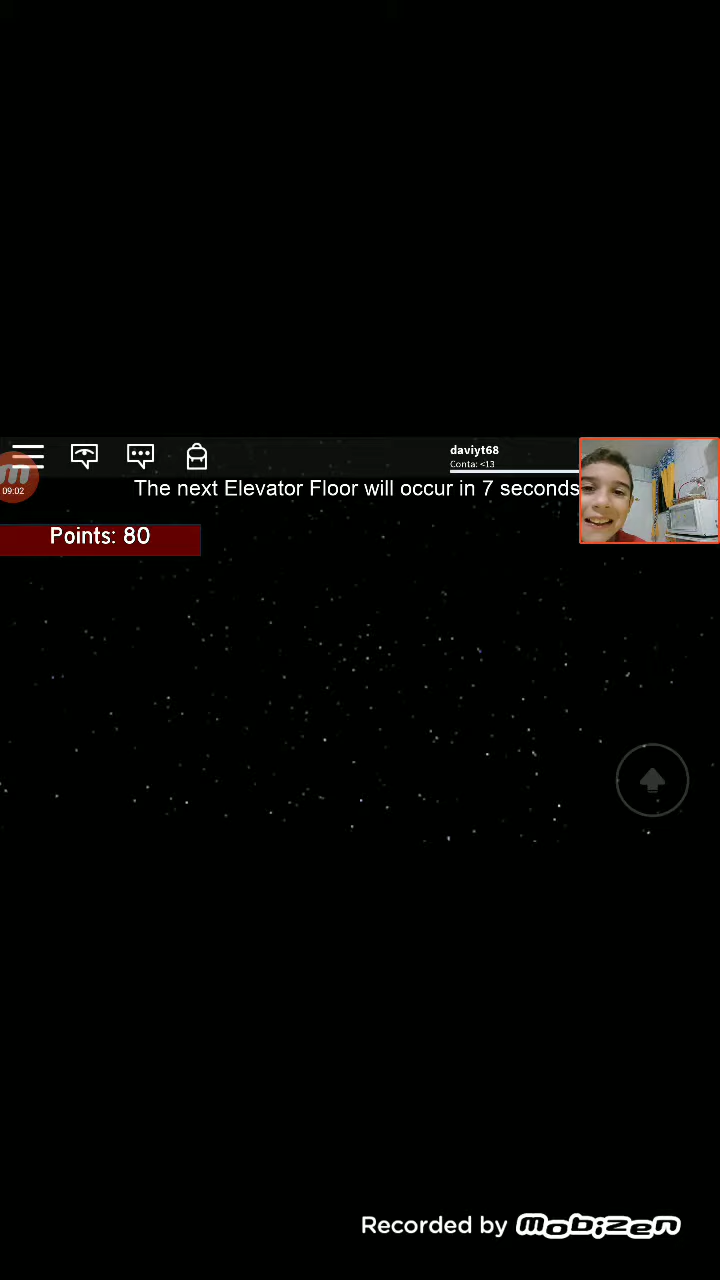 daviyt68
Conta: <13
09:02
The next Elevator Floor will occur in 7 seconds
Points: 80
Recorded by mobizen